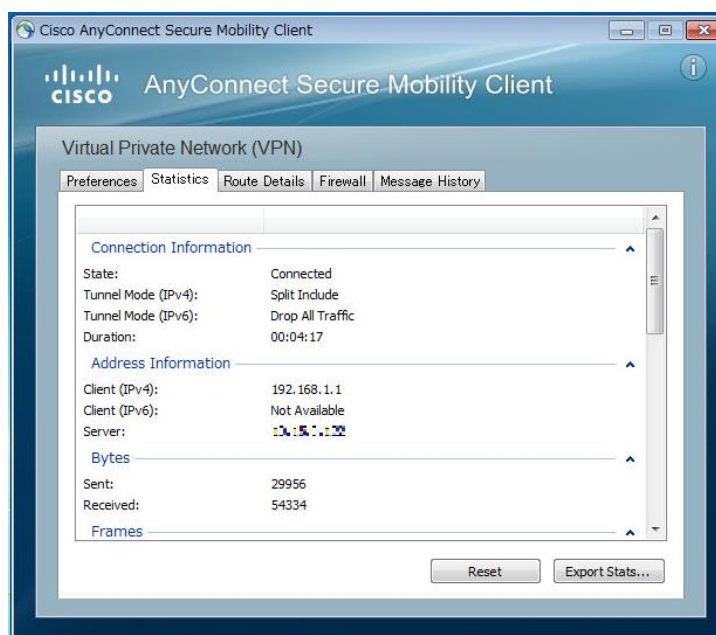 Cisco AnyConnect Secure Mobility Client
CISCO AnyConnect Secure Mobility Client
Virtual Private Network (VPN)
Preferences Statistics Route Details Firewall Message History
Connection Information
State: Connected
Tunnel Mode (IPv4): Split Include
Tunnel Mode (IPv6): Drop All Traffic
Duration: 00:04:17
Address Information
Client (IPv4): 192.168.1.1
Client (IPv6): Not Available
Server:
Bytes
Sent: 29956
Received: 54334
Frames
Reset Export Stats...